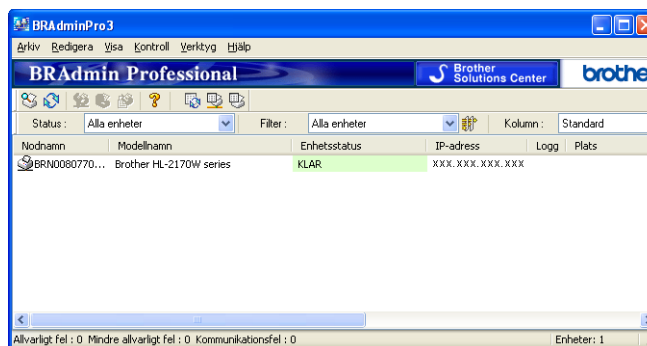 BRAdminPro3
Arkiv Redigera Visa Kontroll Verktyg Hjälp
BRAdmin Professional Brother Solutions Center brothe
Status : Alla enheter Filter : Alla enheter Kolumn : Standard
Nodnamn Modellnamn Enhetsstatus IP-adress Logg Plats
BRN0080770... Brother HL-2170W series KLAR XXX.XXX.XXX.XXX
Allvarligt fel : 0 Mindre allvarligt fel : 0 Kommunikationsfel : 0 Enheter: 1